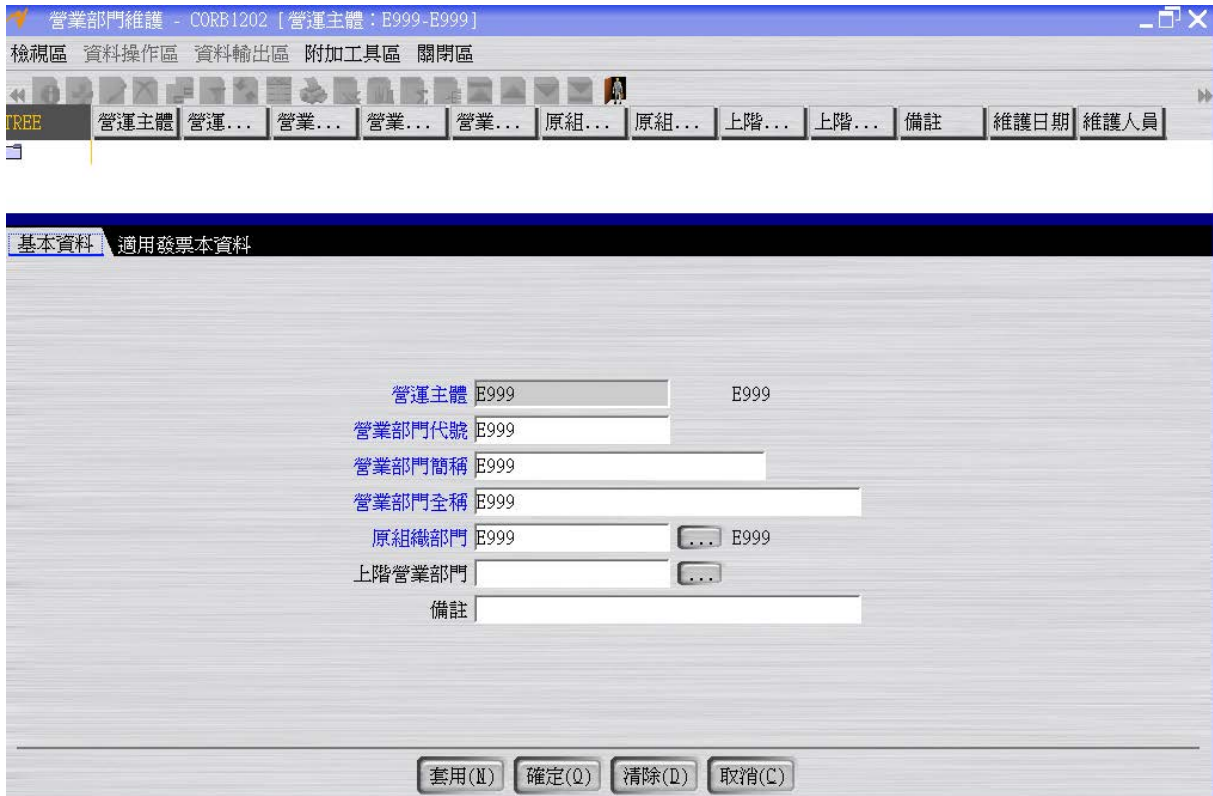 營業部門維護 - CORB1202 [營運主體：E999-E999]
檢視區 資料操作區 資料輸出區 附加工具區 關閉區
TREE 營運主體 營運... 營業... 營業... 營業... 原組... 原組... 上階... 上階... 備註 維護日期 維護人員
基本資料 適用發票本資料
營運主體 E999 E999
營業部門代號 E999
營業部門簡稱 E999
營業部門全稱 E999
原組織部門 E999 ... E999
上階營業部門 ...
備註
套用(N) 確定(O) 清除(D) 取消(C)